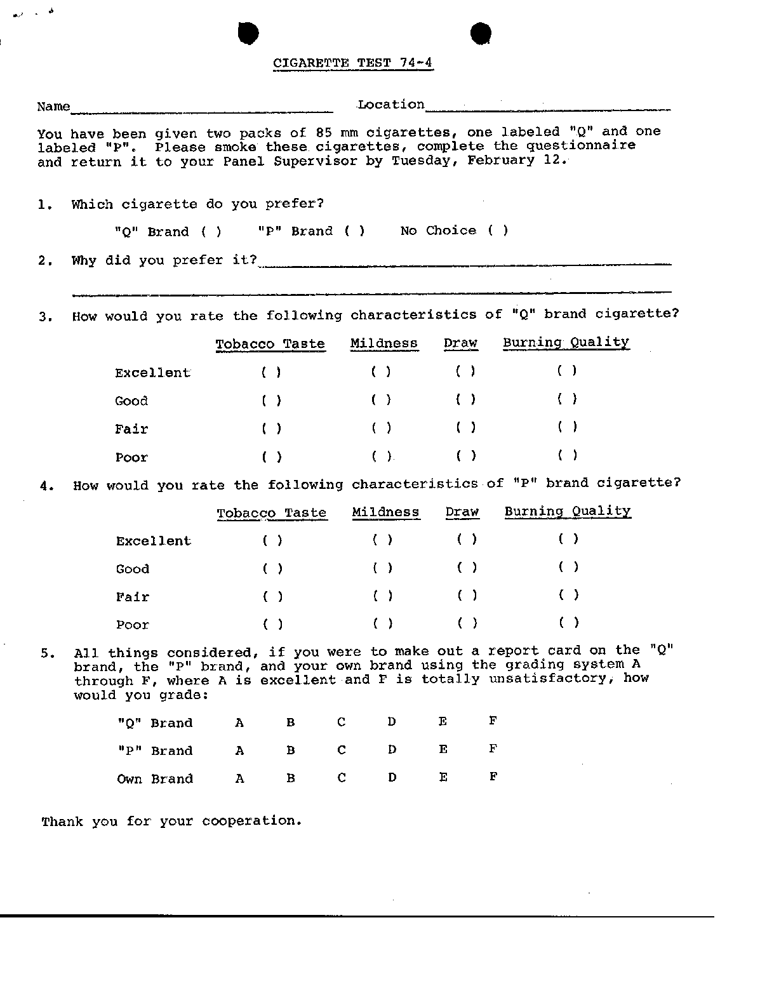 CIGARETTE TEST 74-4
Name Location
You have been given two packs of 85 mm cigarettes, one labeled "Q" and one
labeled "P". Please smoke these cigarettes, complete the questionnaire
and return it to your Panel Supervisor by Tuesday, February 12.
1. Which cigarette do you prefer?
"Q" Brand ( ) "P" Brand ( ) No Choice ( )
2. Why did you prefer it?
3. How would you rate the following characteristics of "Q" brand cigarette?
Tobacco Taste Mildness Draw Burning Quality
Excellent ( ) ( ) ( ) ( )
Good ( ) ( ) ( ) ( )
Fair ( ) ( ) ( ) ( )
Poor ( ) ( ) ( ) ( )
4. How would you rate the following characteristics of "P" brand cigarette?
Tobacco Taste Mildness Draw Burning Quality
Excellent ( ) ( ) ( ) ( )
Good ( ) ( ) ( ) ( )
Fair ( ) ( ) ( ) ( )
Poor ( ) ( ) ( ) ( )
5. All things considered, if you were to make out a report card on the "Q"
brand, the "P" brand, and your own brand using the grading system A
through F, where A is excellent and F is totally unsatisfactory, how
would you grade:
"Q" Brand A B C D E F
"P" Brand A B C D E F
Own Brand A B C D E F
Thank you for your cooperation.